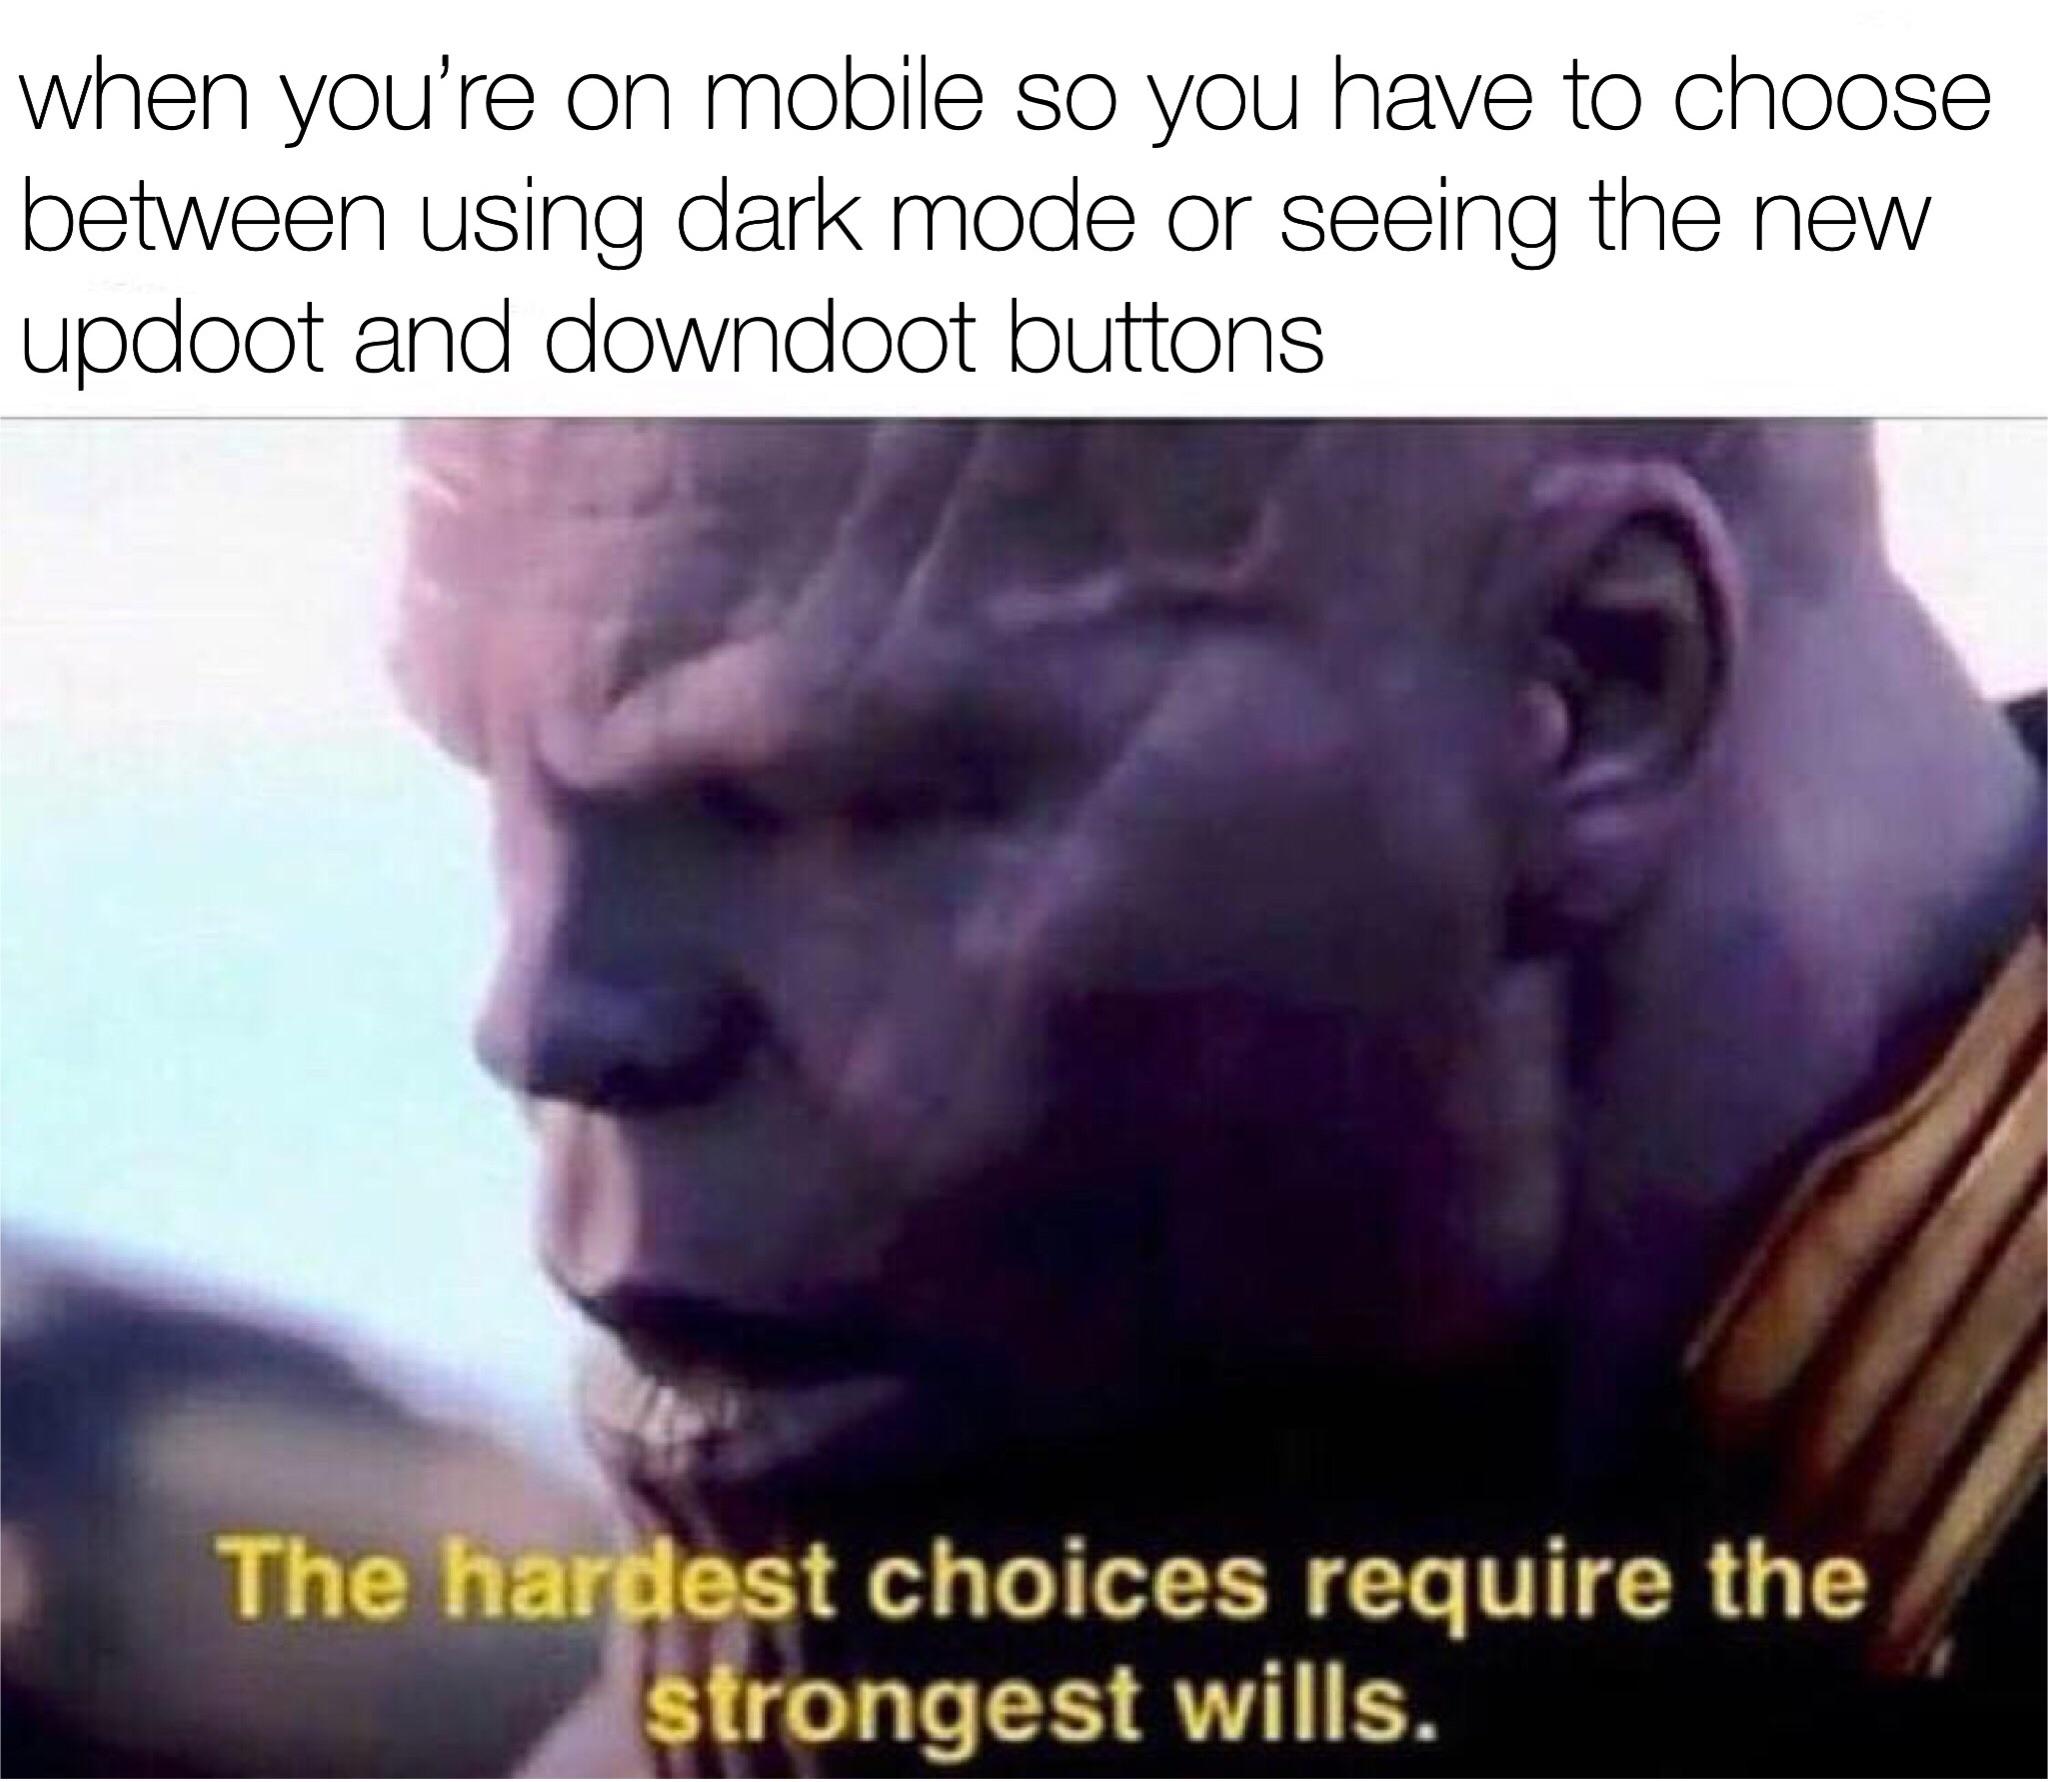 when you’re on mobile so you have to choose
between using dark mode or seeing the new
updoot and downdoot buttons
The hardest choices require the
strongest wills.